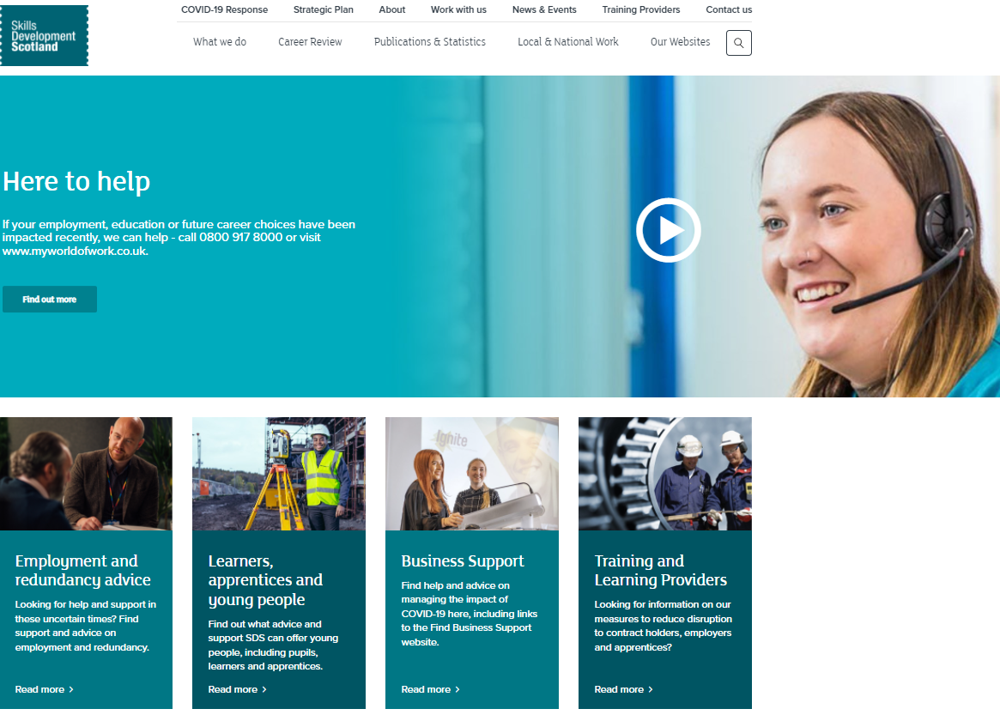 Skills
Development
Scotland
COVID-19 Response Strategic Plan About Work with us News & Events Training Providers Contact us
What we do Career Review Publications & Statistics Local & National Work Our Websites
Here to help
If your employment, education or future career choices have been
impacted recently, we can help - call 0800 917 8000 or visit
www.myworldofwork.co.uk.
Find out more
Ignite
Employment and
redundancy advice
Looking for help and support in
these uncertain times? Find
support and advice on
employment and redundancy.
Read more
Learners,
apprentices and
young people
Find out what advice and
support SDS can offer young
people, including pupils,
learners and apprentices.
Read more
Business Support
Find help and advice on
managing the impact of
COVID-19 here, including links
to the Find Business Support
website.
Read more
Training and
Learning Providers
Looking for information on our
measures to reduce disruption
to contract holders, employers
and apprentices?
Read more